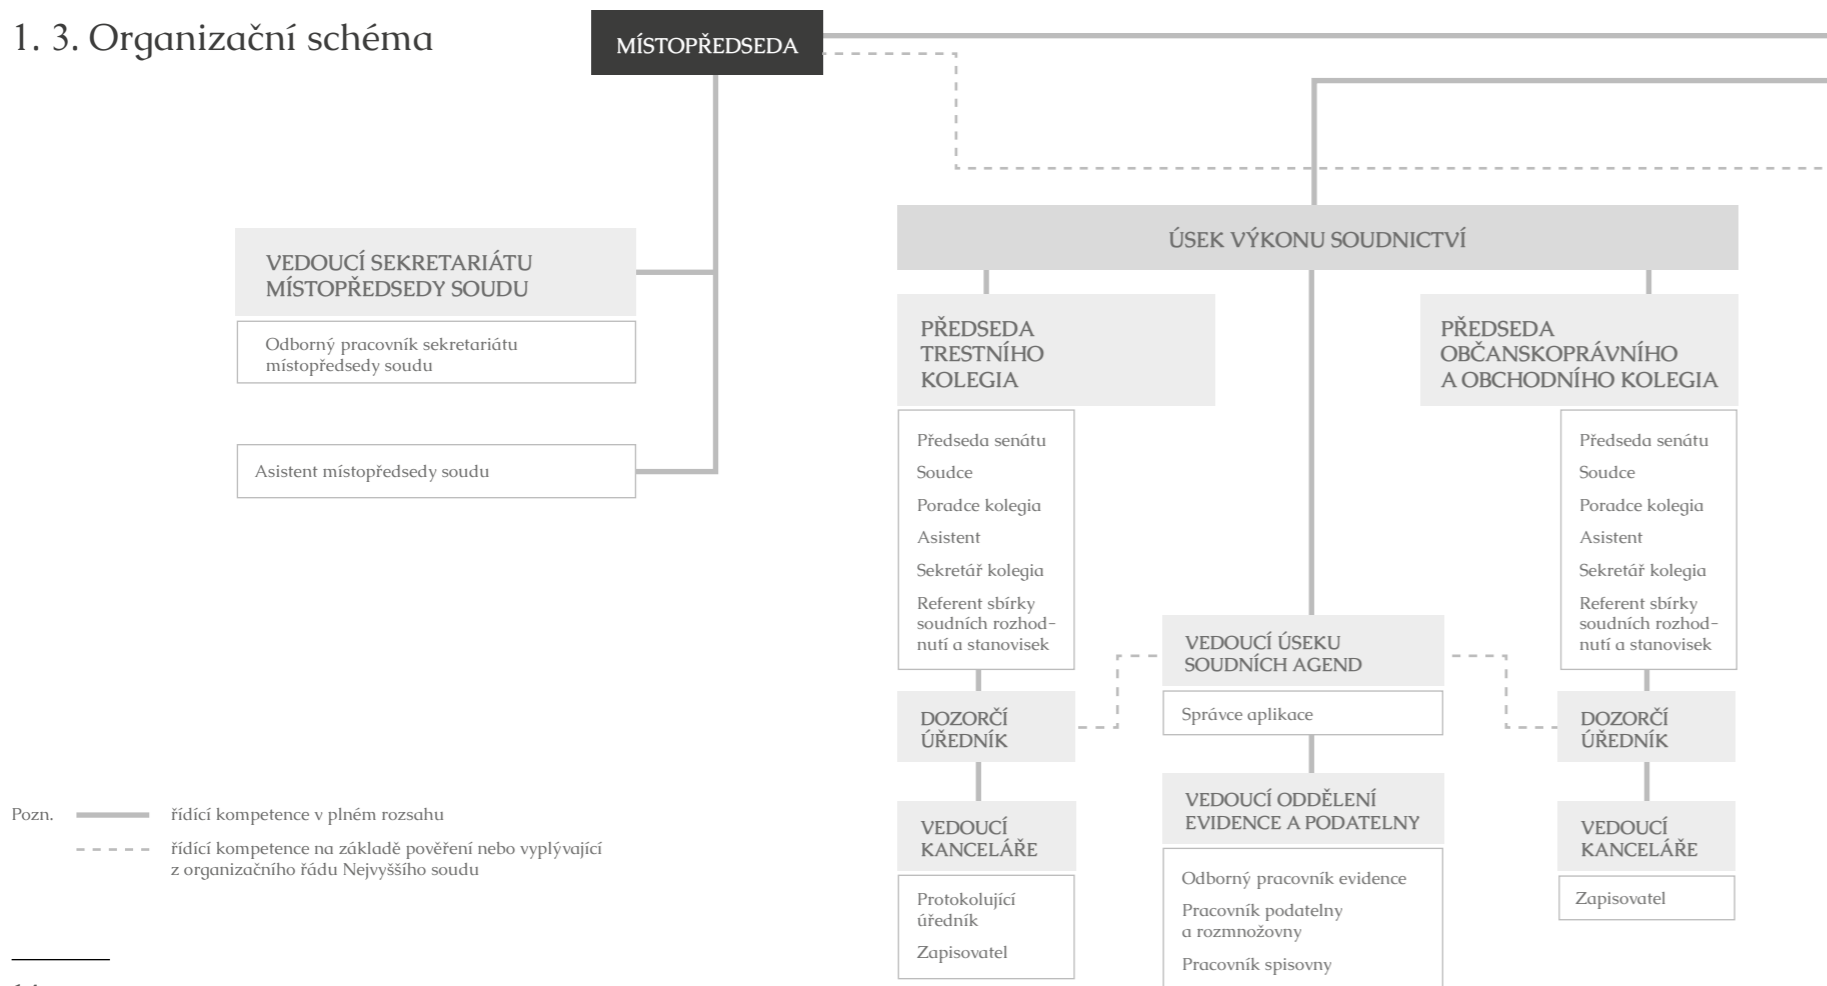 1. 3. Organizační schéma
MÍSTOPŘEDSEDA
VEDOUCÍ SEKRETARIÁTU
MÍSTOPŘEDSEDY SOUDU
Odborný pracovník sekretariátu
místopředsedy soudu
Asistent místopředsedy soudu
ÚSEK VÝKONU SOUDNICTVÍ
PŘEDSEDA
TRESTNÍHO
KOLEGIA
Předseda senátu
Soudce
Poradce kolegia
Asistent
Sekretář kolegia
Referent sbírky
soudních rozhod-
nutí a stanovisek
DOZORČÍ
ÚŘEDNÍK
VEDOUCÍ
KANCELÁŘE
Protokolující
úředník
Zapisovatel
VEDOUCÍ ÚSEKU
SOUDNÍCH AGEND
Správce aplikace
VEDOUCÍ ODDĚLENÍ
EVIDENCE A PODATELNY
Odborný pracovník evidence
Pracovník podatelny
a rozmnožovny
Pracovník spisovny
PŘEDSEDA
OBČANSKOPRÁVNÍHO
A OBCHODNÍHO KOLEGIA
Předseda senátu
Soudce
Poradce kolegia
Asistent
Sekretář kolegia
Referent sbírky
soudních rozhod-
nutí a stanovisek
DOZORČÍ
ÚŘEDNÍK
VEDOUCÍ
KANCELÁŘE
Zapisovatel
Pozn.
řídící kompetence v plném rozsahu
řídící kompetence na základě pověření nebo vyplývající
z organizačního řádu Nejvyššího soudu